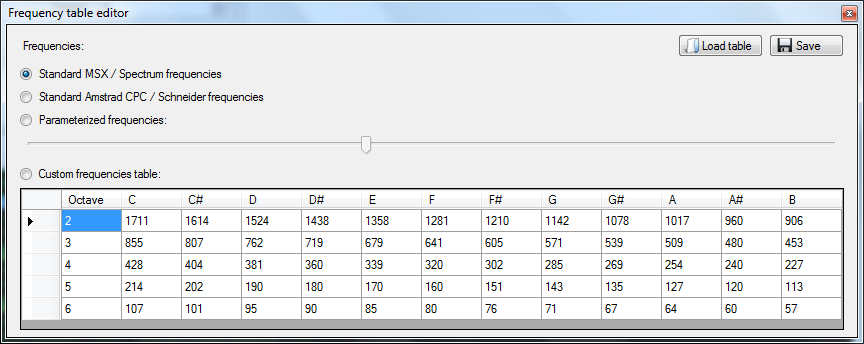 Frequency table editor
Frequencies:
Load table
Save
Standard MSX / Spectrum frequencies
Standard Amstrad CPC / Schneider frequencies
Parameterized frequencies:
Custom frequencies table:
Octave C C# D D# E F F# G G# A A# B
2 1711 1614 1524 1438 1358 1281 1210 1142 1078 1017 960 906
3 855 807 762 719 679 641 605 571 539 509 480 453
4 428 404 381 360 339 320 302 285 269 254 240 227
5 214 202 190 180 170 160 151 143 135 127 120 113
6 107 101 95 90 85 80 76 71 67 64 60 57